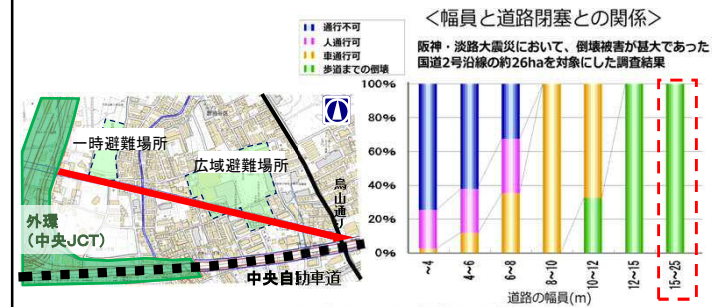 ＜幅員と道路閉塞との関係＞
通行不可
人通行可
車通行可
歩道までの倒壊
阪神・淡路大震災において、倒壊被害が甚大であった
国道2号沿線の約26haを対象にした調査結果
100%
80%
60%
40%
20%
0%
~4
4~6
6~8
8~10
10~12
12~15
15~25
道路の幅員(m)
一時避難場所
広域避難場所
烏山通り
外環
（中央JCT）
中央自動車道